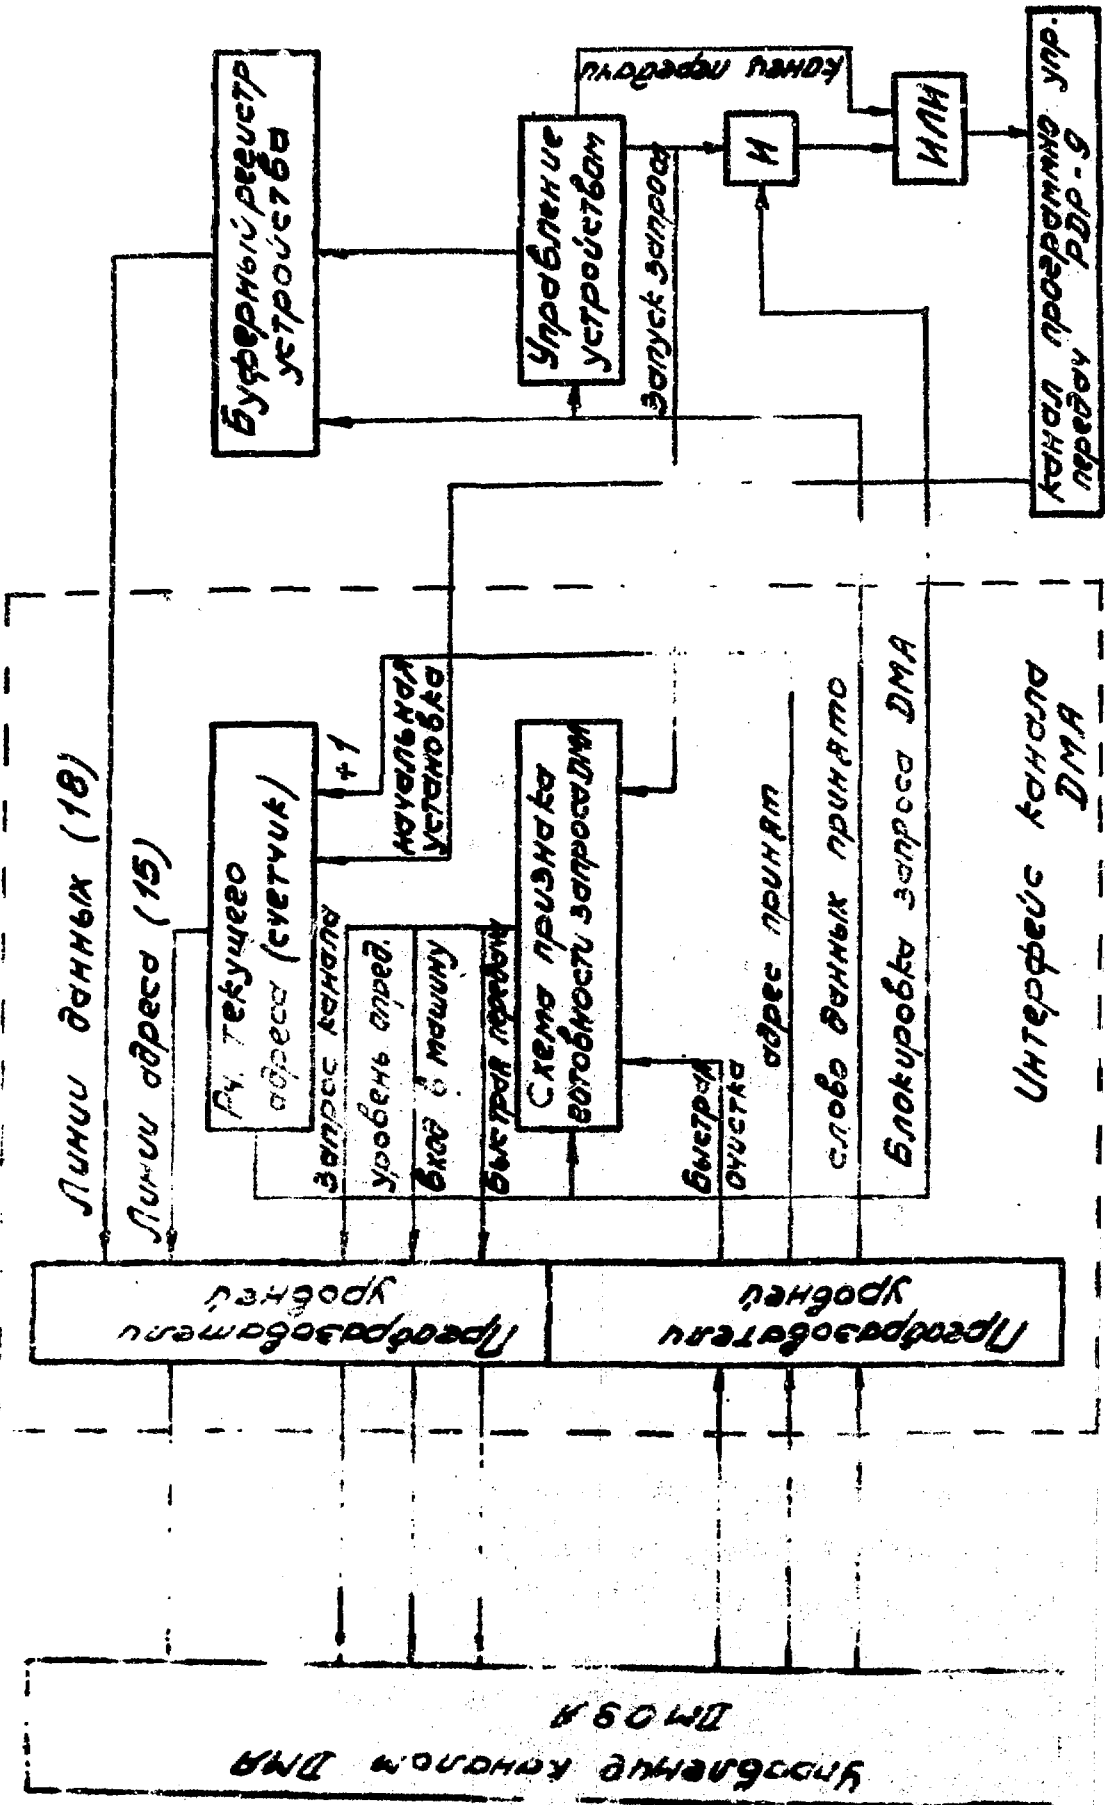 Управление каналом DMA
DM09A
Преобразователи
уровней
Преобразователи
уровней
Линии данных (18)
Линии адреса (15)
Рг. текущего
адреса (счетчик)
+1
начальная
установка
Запрос канала
Уровень опред.
Вход в машину
Быстрая передача
Схема признака
готовности запроса DMA
Быстрая
очистка
адрес принят
слово данных принято
Блокировка запроса DMA
Интерфейс канала
DMA
Буферный регистр
устройства
Управление
устройством
конец передачи
Запуск запроса
И
ИЛИ
канал программно упр.
передач PDP-9